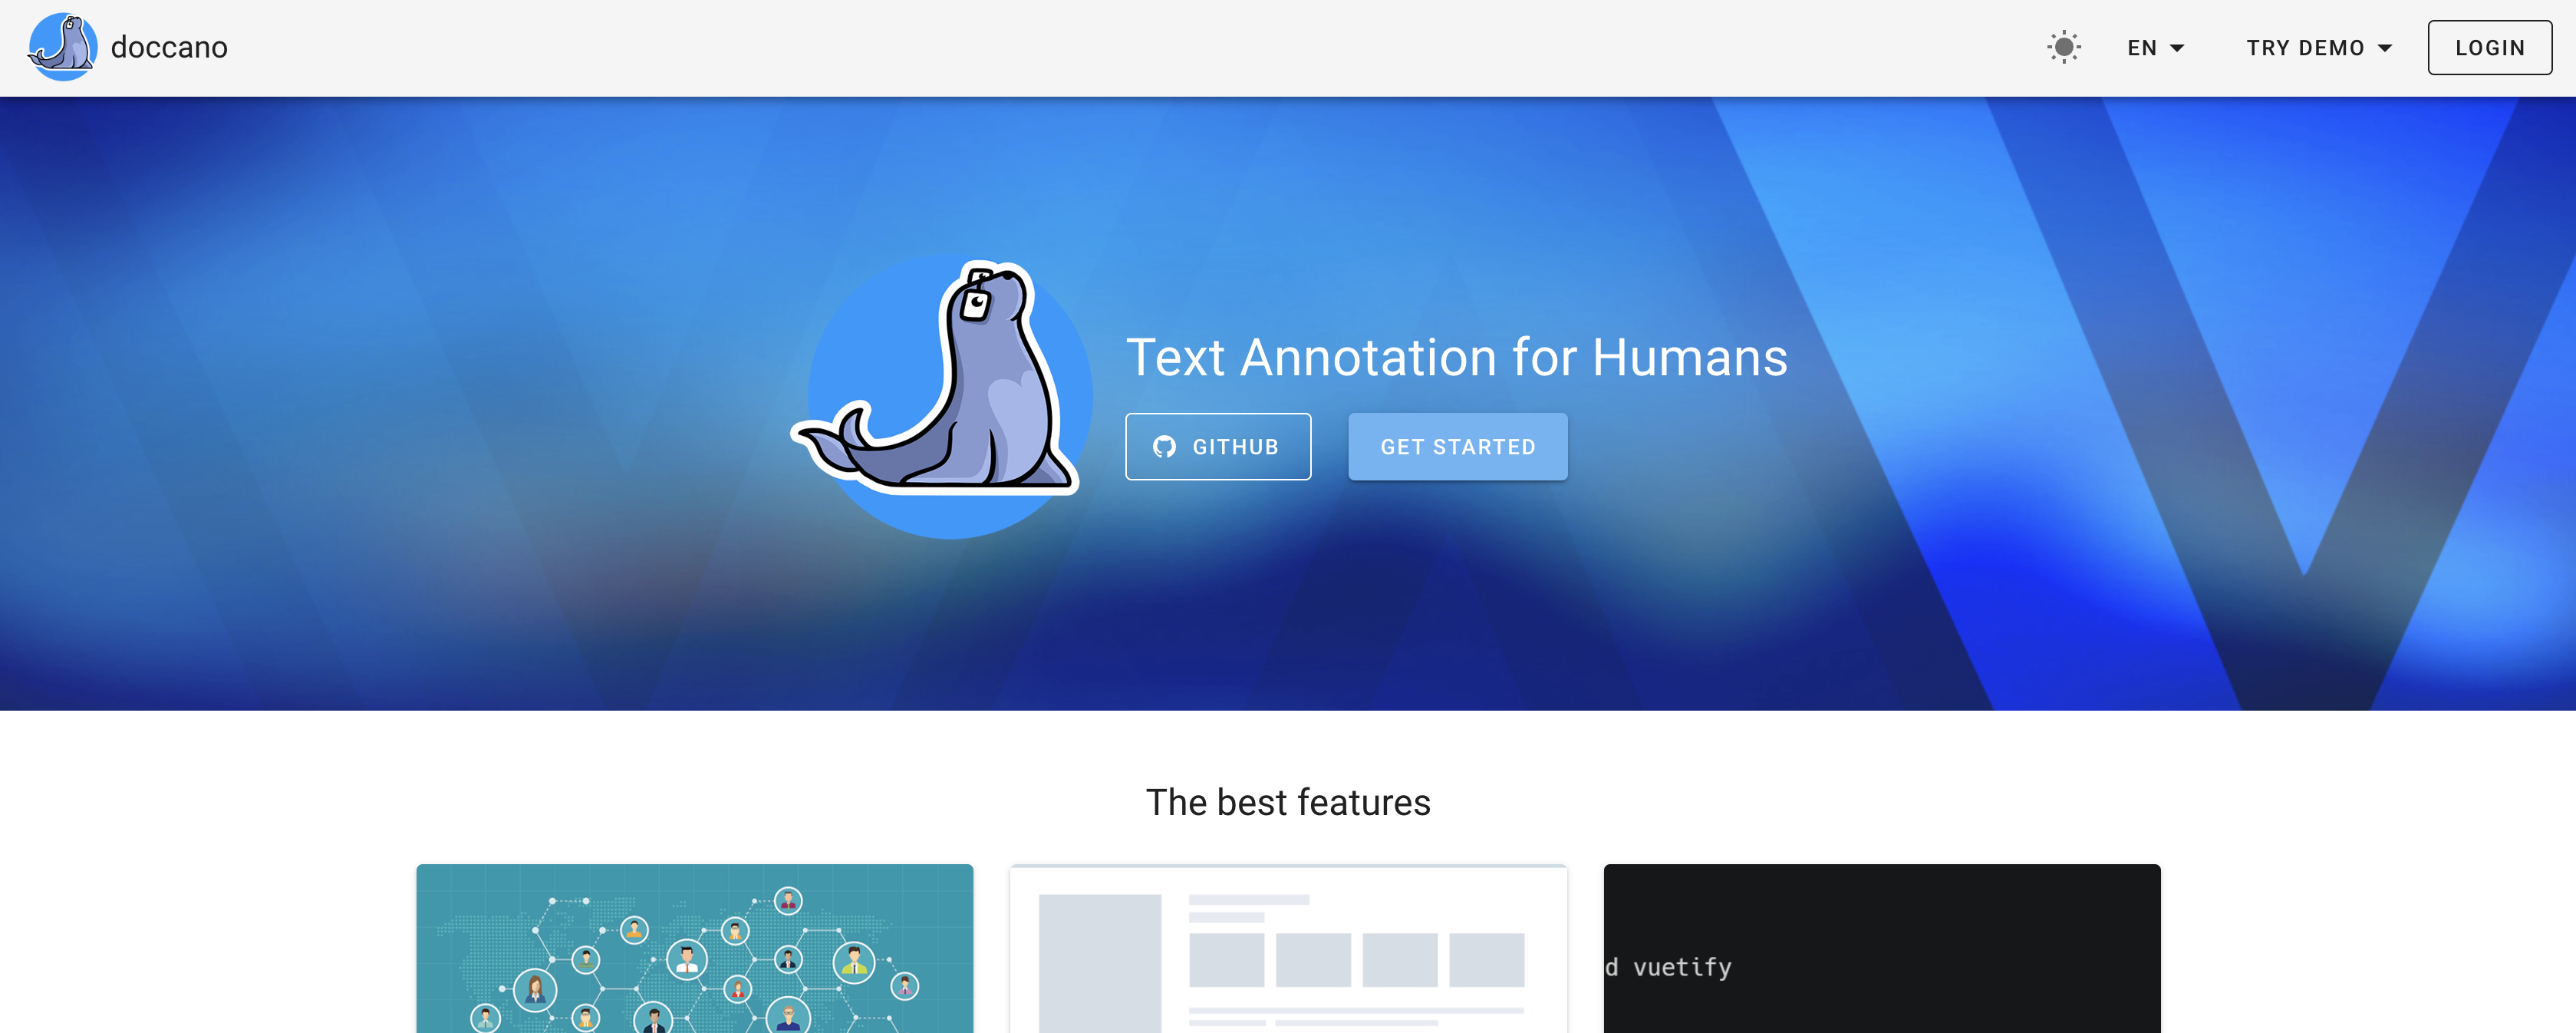 doccano
EN
TRY DEMO
LOGIN
Text Annotation for Humans
GITHUB
GET STARTED
The best features
d vuetify